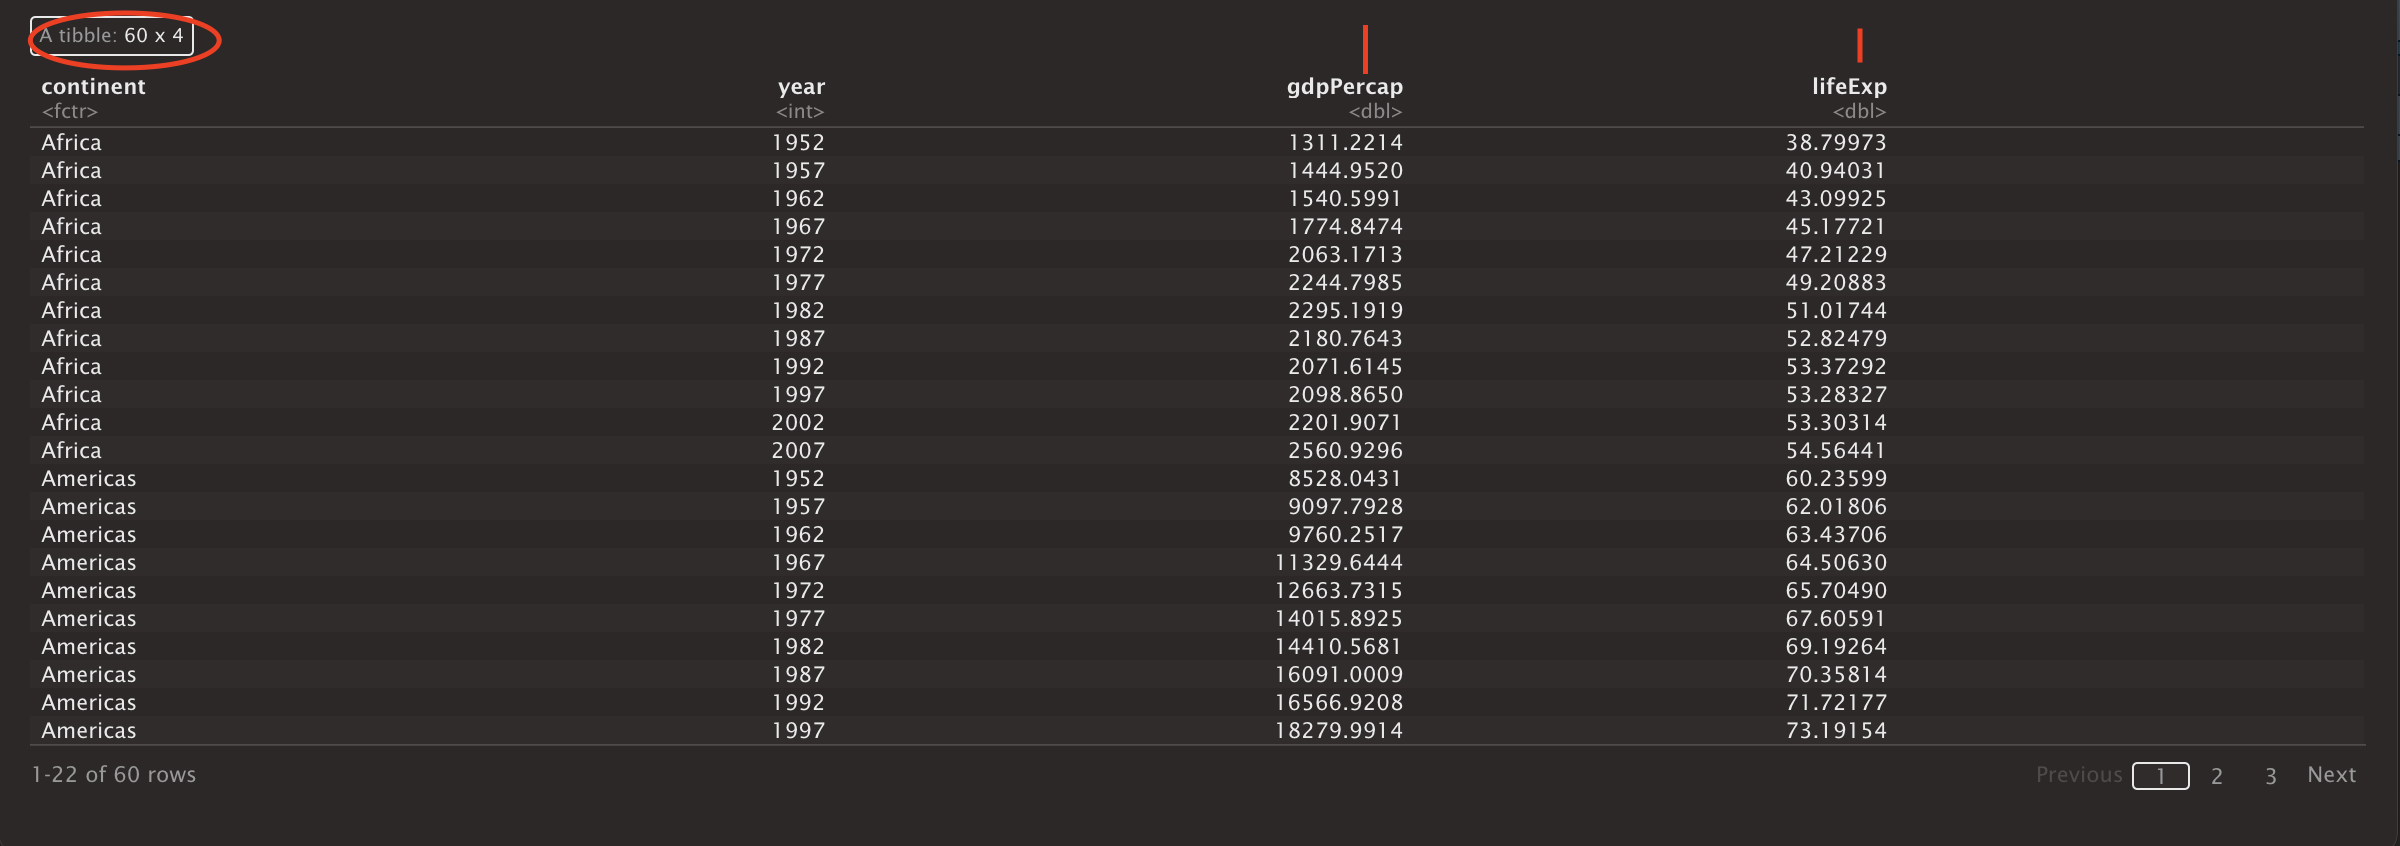 A tibble: 60 x 4
continent year gdpPercap lifeExp
<fctr> <int> <dbl> <dbl>
Africa 1952 1311.2214 38.79973
Africa 1957 1444.9520 40.94031
Africa 1962 1540.5991 43.09925
Africa 1967 1774.8474 45.17721
Africa 1972 2063.1713 47.21229
Africa 1977 2244.7985 49.20883
Africa 1982 2295.1919 51.01744
Africa 1987 2180.7643 52.82479
Africa 1992 2071.6145 53.37292
Africa 1997 2098.8650 53.28327
Africa 2002 2201.9071 53.30314
Africa 2007 2560.9296 54.56441
Americas 1952 8528.0431 60.23599
Americas 1957 9097.7928 62.01806
Americas 1962 9760.2517 63.43706
Americas 1967 11329.6444 64.50630
Americas 1972 12663.7315 65.70490
Americas 1977 14015.8925 67.60591
Americas 1982 14410.5681 69.19264
Americas 1987 16091.0009 70.35814
Americas 1992 16566.9208 71.72177
Americas 1997 18279.9914 73.19154
1-22 of 60 rows Previous 1 2 3 Next